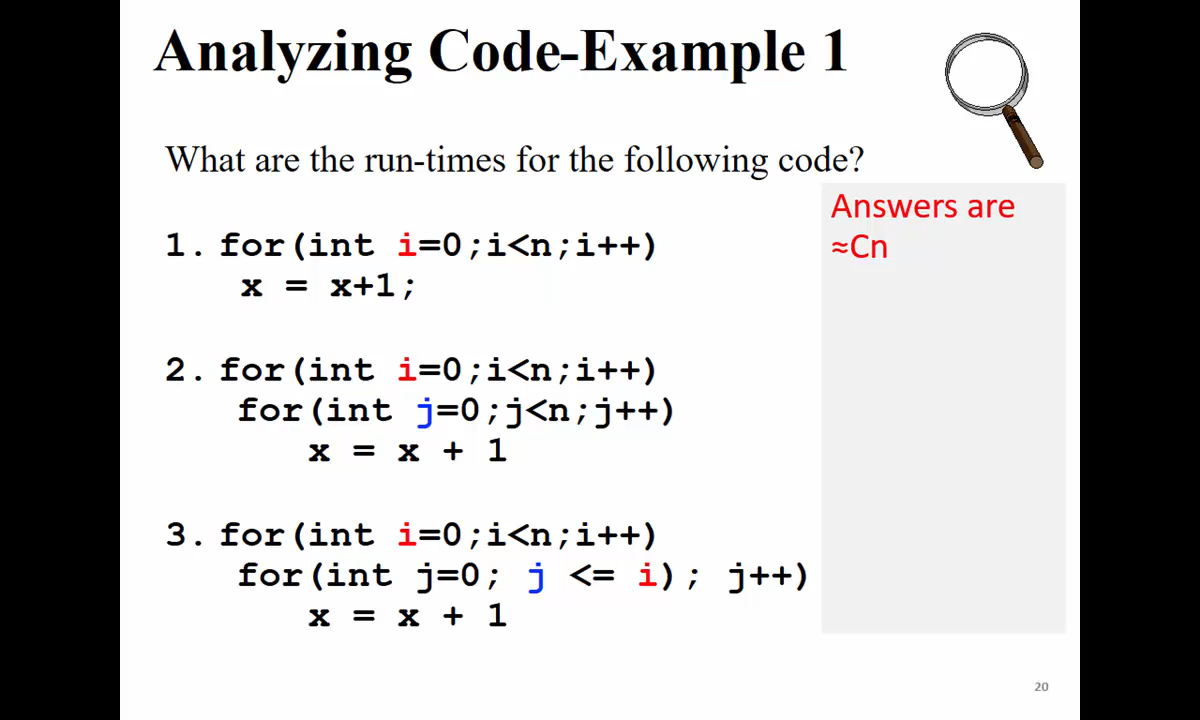 Analyzing Code-Example 1
What are the run-times for the following code?
Answers are
≈Cn
1. for(int i=0;i<n;i++)
x = x+1;
2. for(int i=0;i<n;i++)
for(int j=0;j<n;j++)
x = x + 1
3. for(int i=0;i<n;i++)
for(int j=0; j <= i); j++)
x = x + 1
20